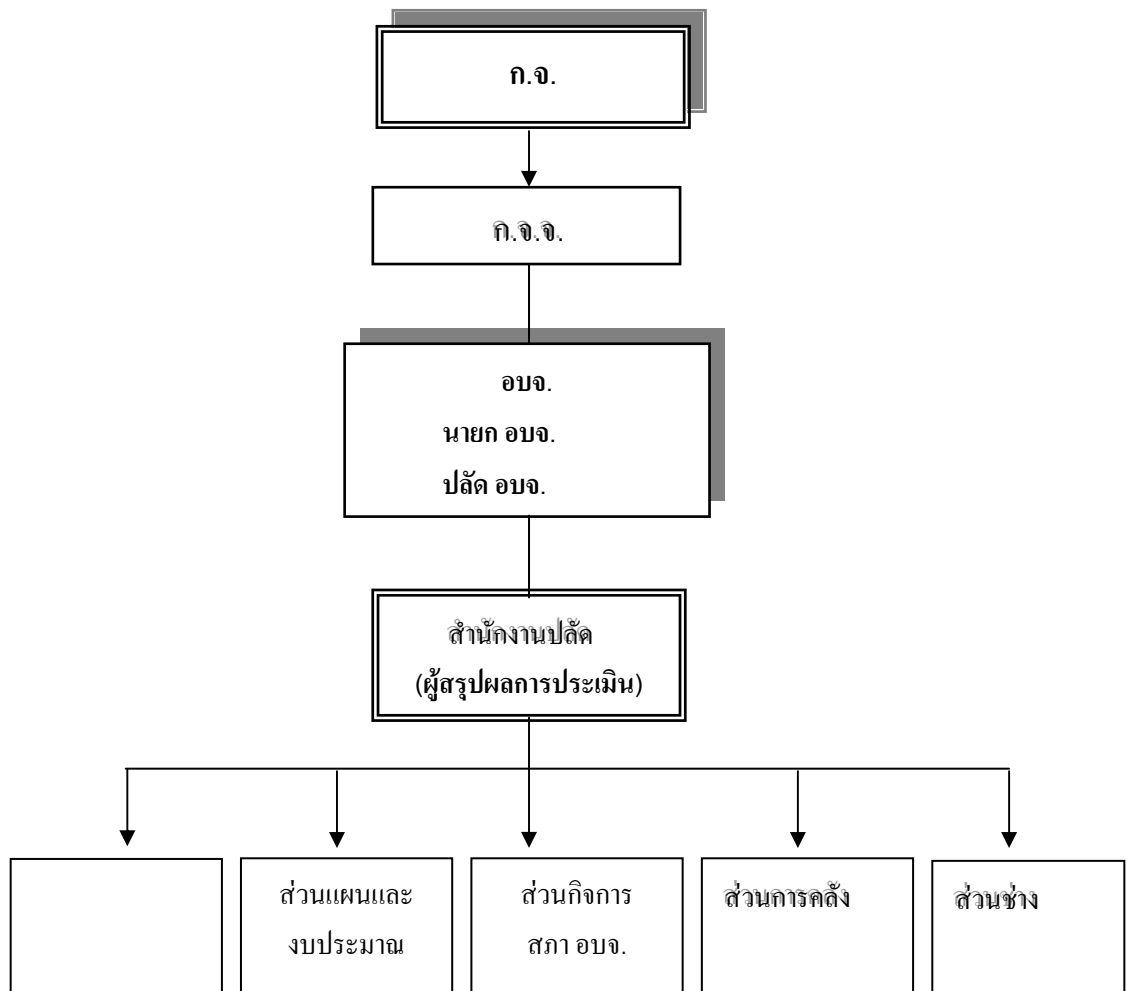 ก.จ.
ก.จ.จ.
อบจ.
นายก อบจ.
ปลัด อบจ.
สำนักงานปลัด
(ผู้สรุปผลการประเมิน)
ส่วนแผนและ
งบประมาณ
ส่วนกิจการ
สภา อบจ.
ส่วนการคลัง
ส่วนช่าง